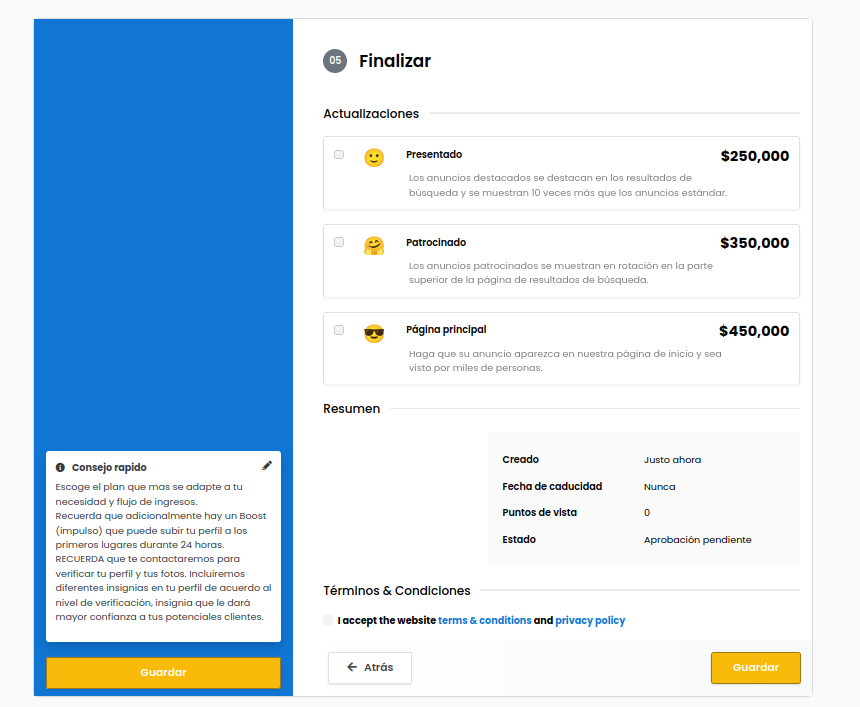 05 Finalizar
Actualizaciones
Presentado $250,000
Los anuncios destacados se destacan en los resultados de
búsqueda y se muestran 10 veces más que los anuncios estándar.
Patrocinado $350,000
Los anuncios patrocinados se muestran en rotación en la parte
superior de la página de resultados de búsqueda.
Página principal $450,000
Haga que su anuncio aparezca en nuestra página de inicio y sea
visto por miles de personas.
Resumen
Creado Justo ahora
Fecha de caducidad Nunca
Puntos de vista 0
Estado Aprobación pendiente
Términos & Condiciones
I accept the website terms & conditions and privacy policy
Atrás
Guardar
Consejo rapido
Escoge el plan que mas se adapte a tu
necesidad y flujo de ingresos.
Recuerda que adicionalmente hay un Boost
(impulso) que puede subir tu perfil a los
primeros lugares durante 24 horas.
RECUERDA que te contactaremos para
verificar tu perfil y tus fotos. Incluiremos
diferentes insignias en tu perfil de acuerdo al
nivel de verificación, insignia que le dará
mayor confianza a tus potenciales clientes.
Guardar